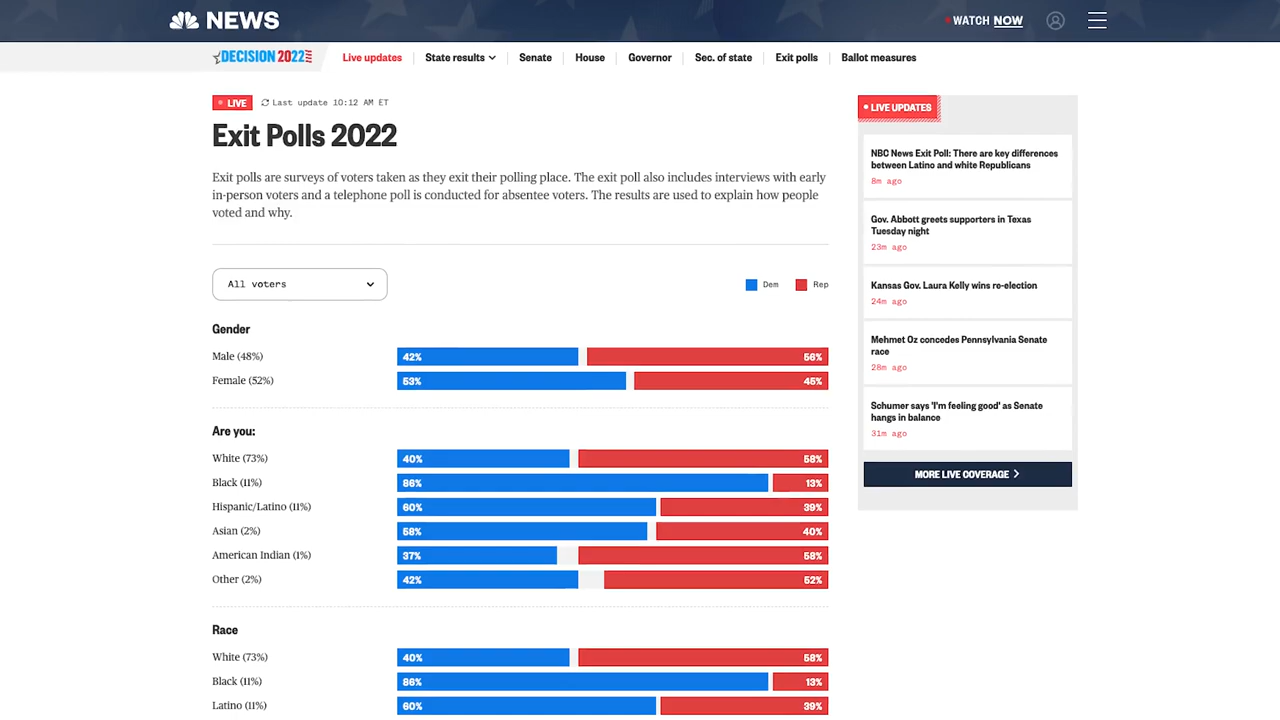 NEWS
WATCH NOW
DECISION 2022
Live updates
State results
Senate
House
Governor
Sec. of state
Exit polls
Ballot measures
LIVE
Last update 10:12 AM ET
Exit Polls 2022
Exit polls are surveys of voters taken as they exit their polling place. The exit poll also includes interviews with early
in-person voters and a telephone poll is conducted for absentee voters. The results are used to explain how people
voted and why.
All voters
Dem
Rep
Gender
Male (48%) 42% 56%
Female (52%) 53% 45%
Are you:
White (73%) 40% 58%
Black (11%) 86% 13%
Hispanic/Latino (11%) 60% 39%
Asian (2%) 58% 40%
American Indian (1%) 37% 58%
Other (2%) 42% 52%
Race
White (73%) 40% 58%
Black (11%) 86% 13%
Latino (11%) 60% 39%
LIVE UPDATES
NBC News Exit Poll: There are key differences
between Latino and white Republicans
8m ago
Gov. Abbott greets supporters in Texas
Tuesday night
23m ago
Kansas Gov. Laura Kelly wins re-election
24m ago
Mehmet Oz concedes Pennsylvania Senate
race
28m ago
Schumer says 'I'm feeling good' as Senate
hangs in balance
31m ago
MORE LIVE COVERAGE